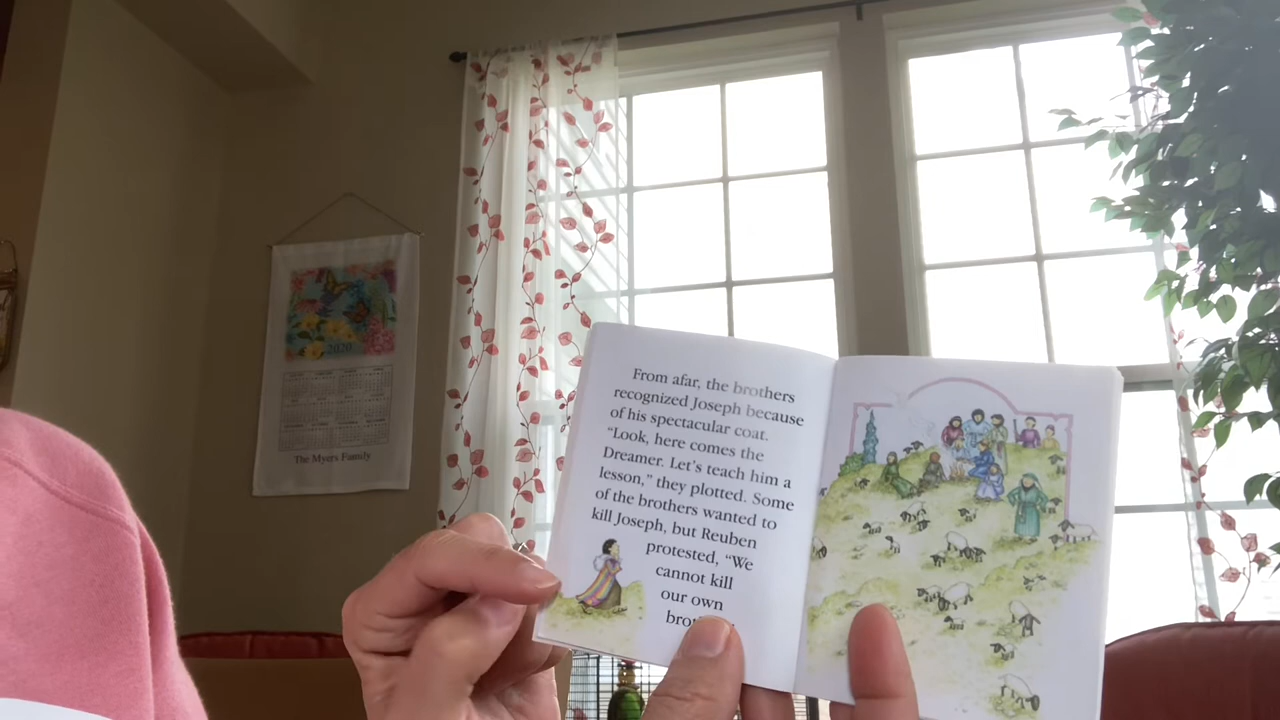 2020
The Myers Family
From afar, the brothers
recognized Joseph because
of his spectacular coat.
"Look, here comes the
Dreamer. Let's teach him a
lesson," they plotted. Some
of the brothers wanted to
kill Joseph, but Reuben
protested, "We
cannot kill
our own